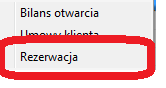 Bilans otwarcia
Umowy klienta
Rezerwacja